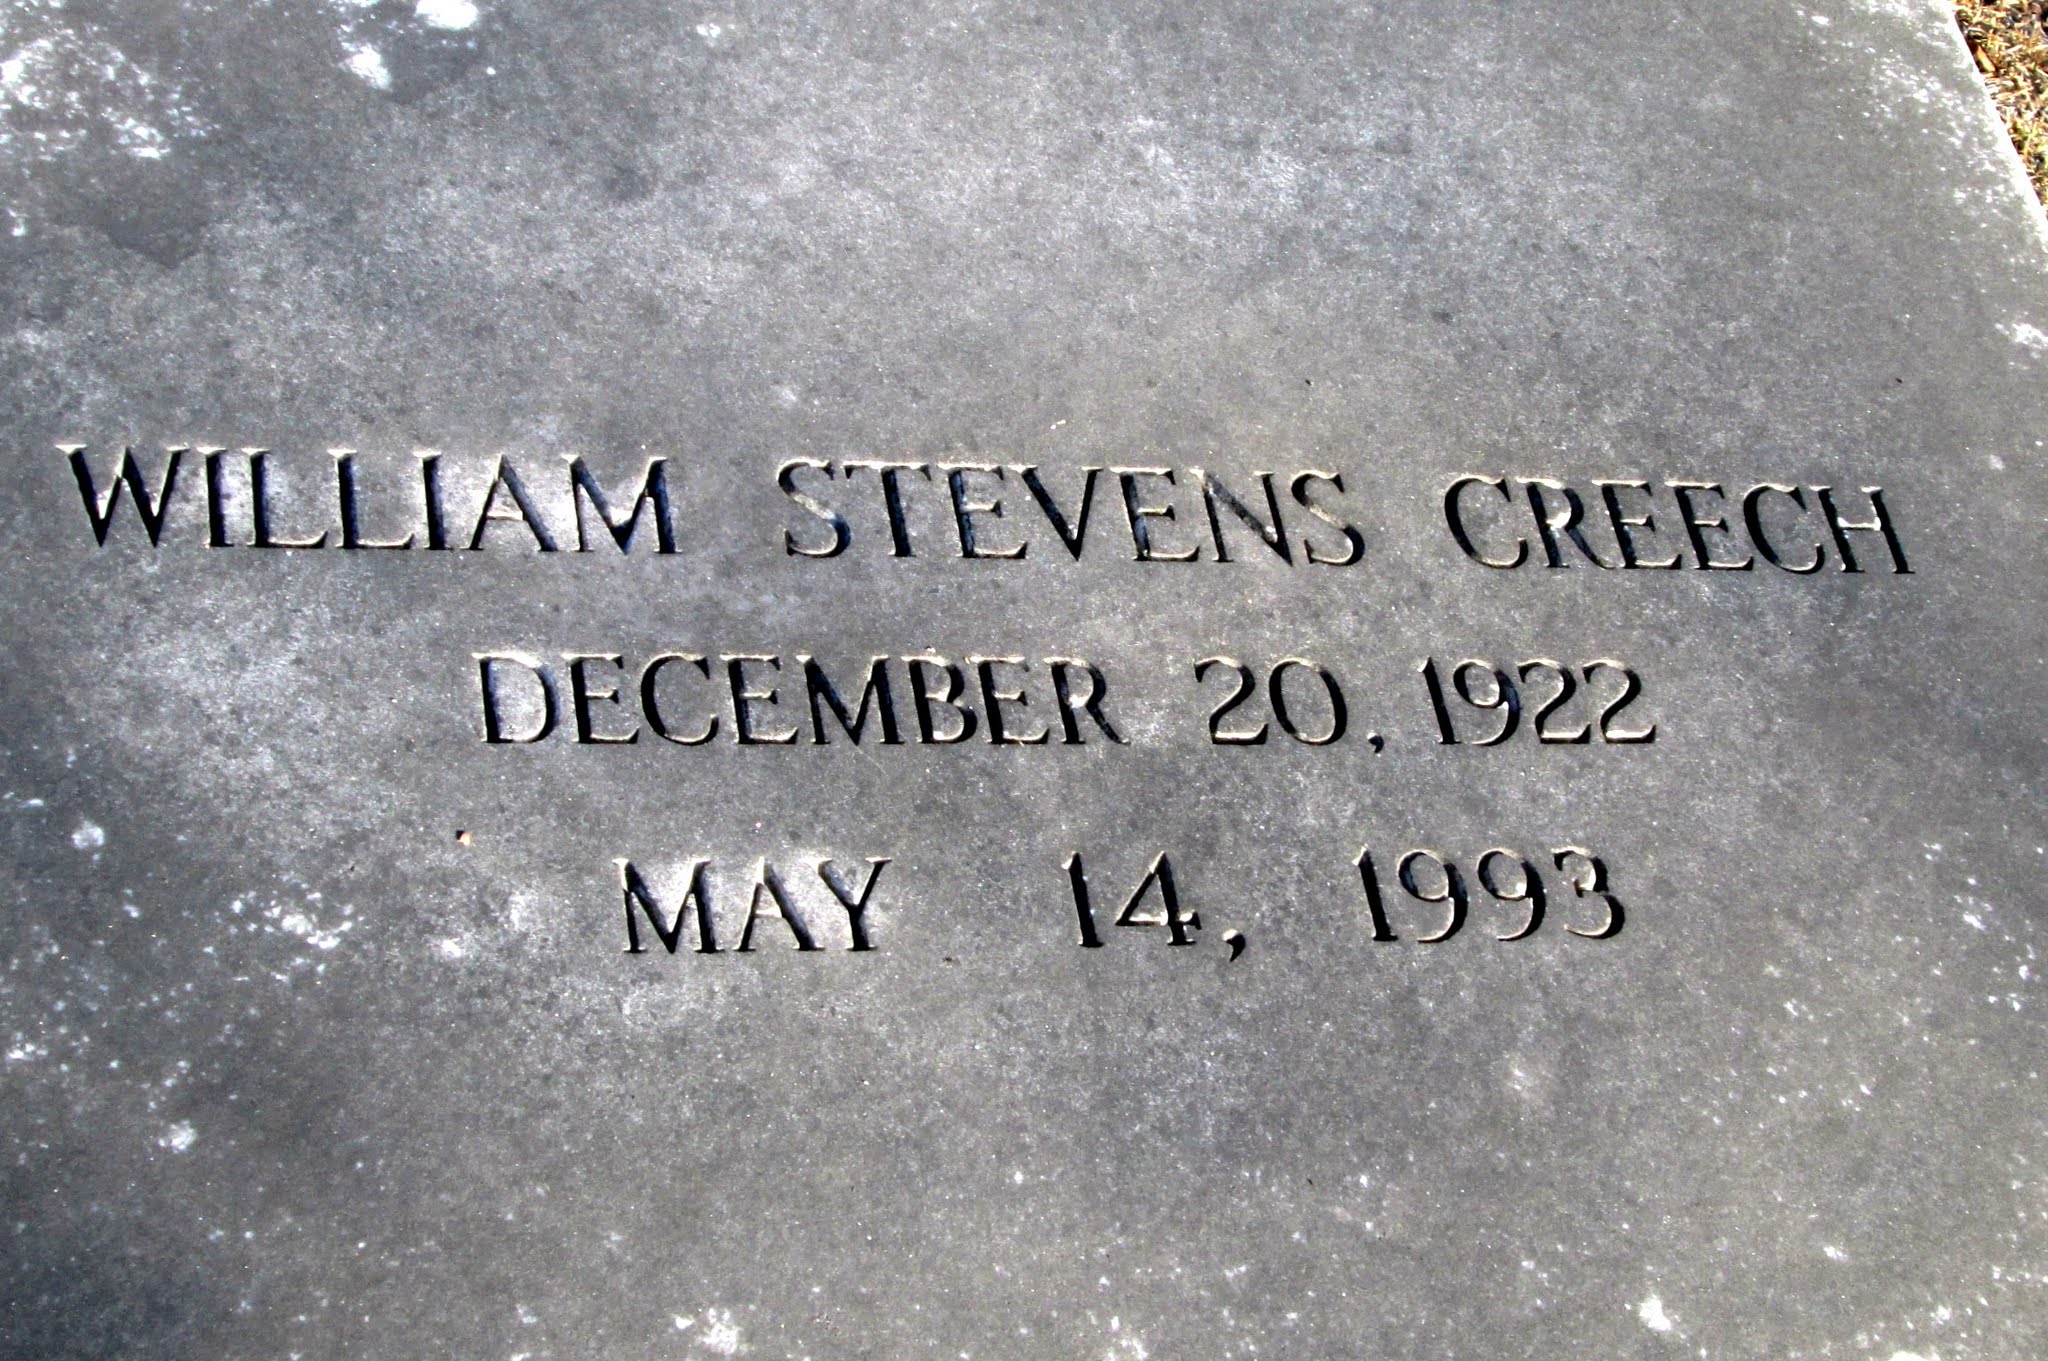 WILLIAM STEVENS CREECH
DECEMBER 20, 1922
MAY 14, 1993